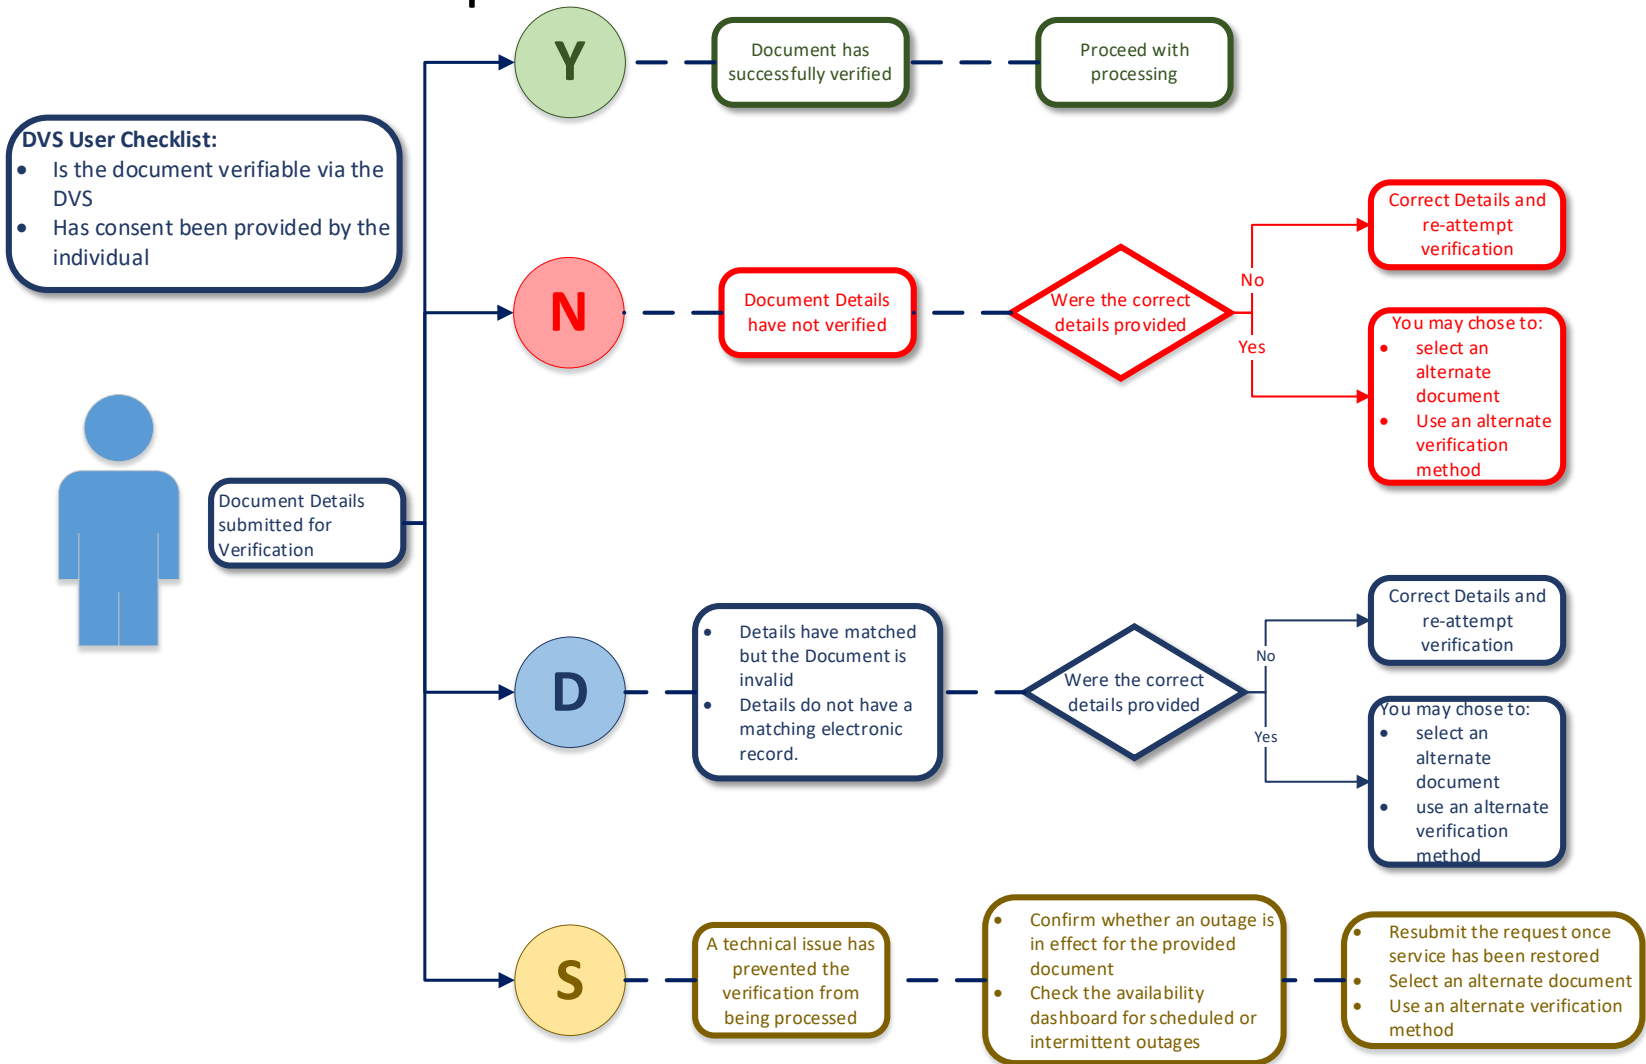 Y
Document has
successfully verified
Proceed with
processing
DVS User Checklist:
• Is the document verifiable via the
DVS
• Has consent been provided by the
individual
N
Document Details
have not verified
Were the correct
details provided
No
Yes
Correct Details and
re-attempt
verification
You may chose to:
• select an
alternate
document
• Use an alternate
verification
method
Document Details
submitted for
Verification
D
• Details have matched
but the Document is
invalid
• Details do not have a
matching electronic
record.
Were the correct
details provided
No
Yes
Correct Details and
re-attempt
verification
You may chose to:
• select an
alternate
document
• use an alternate
verification
method
S
A technical issue has
prevented the
verification from
being processed
• Confirm whether an outage is
in effect for the provided
document
• Check the availability
dashboard for scheduled or
intermittent outages
• Resubmit the request once
service has been restored
• Select an alternate document
• Use an alternate verification
method